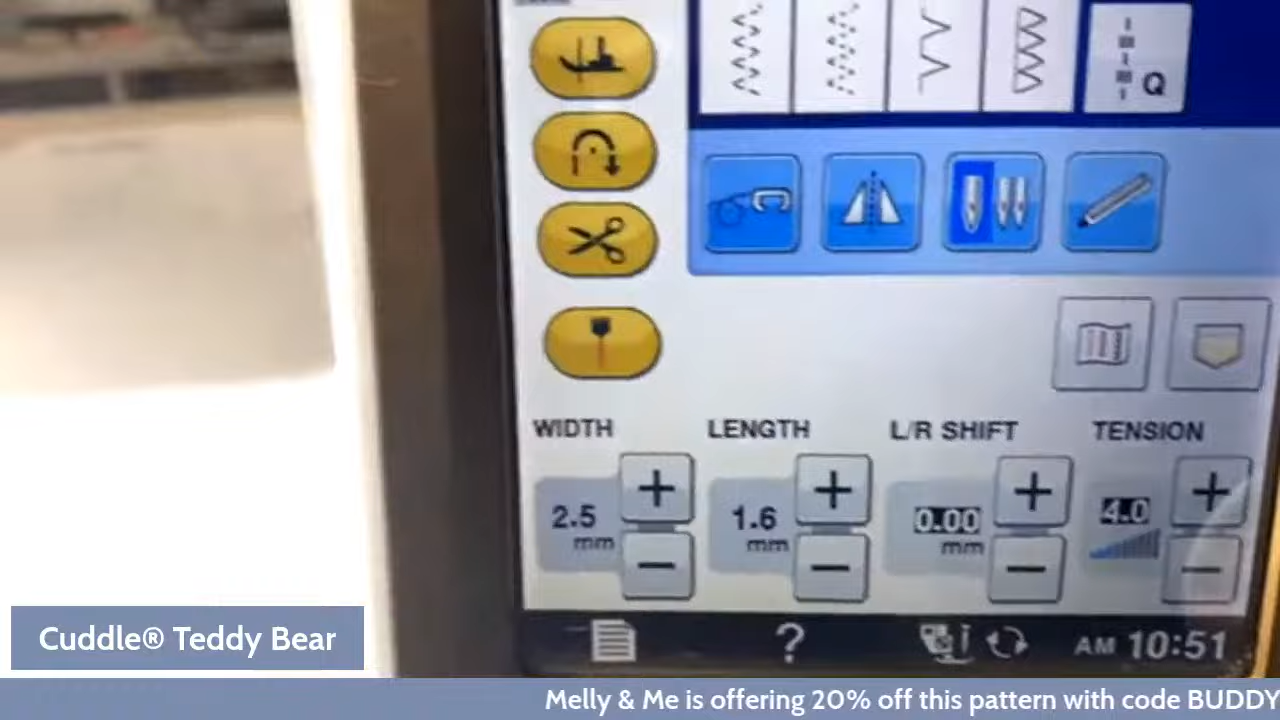 Q
WIDTH LENGTH L/R SHIFT TENSION
2.5 mm 1.6 mm 0.00 mm 4.0
? AM 10:51
Cuddle® Teddy Bear
Melly & Me is offering 20% off this pattern with code BUDDY